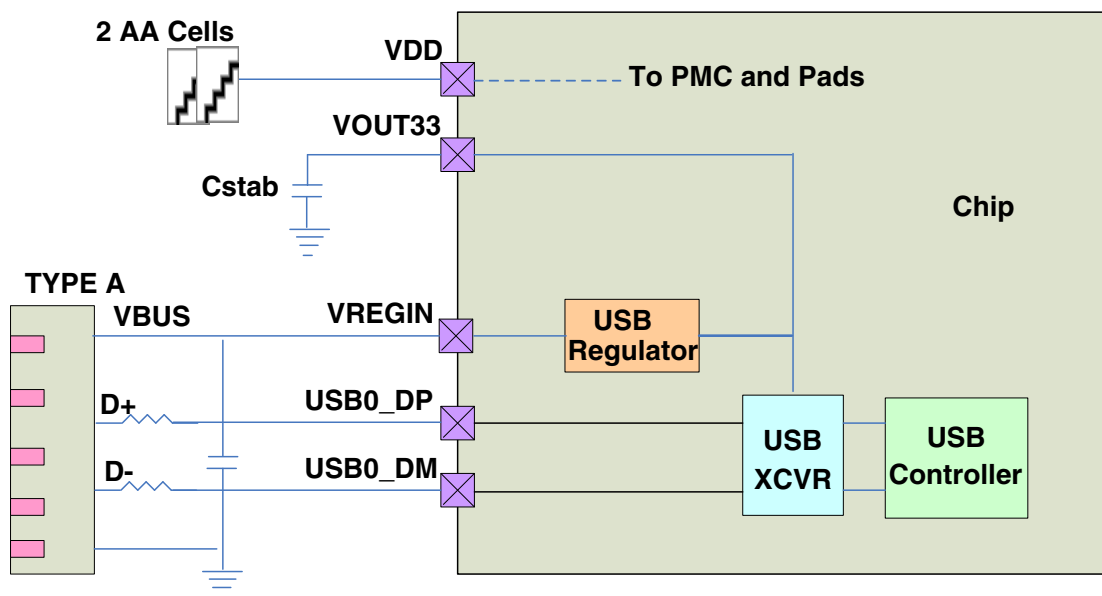 2 AA Cells
VDD
To PMC and Pads
VOUT33
Cstab
Chip
TYPE A
VBUS
VREGIN
USB
Regulator
D+
USB0_DP
D-
USB0_DM
USB
XCVR
USB
Controller